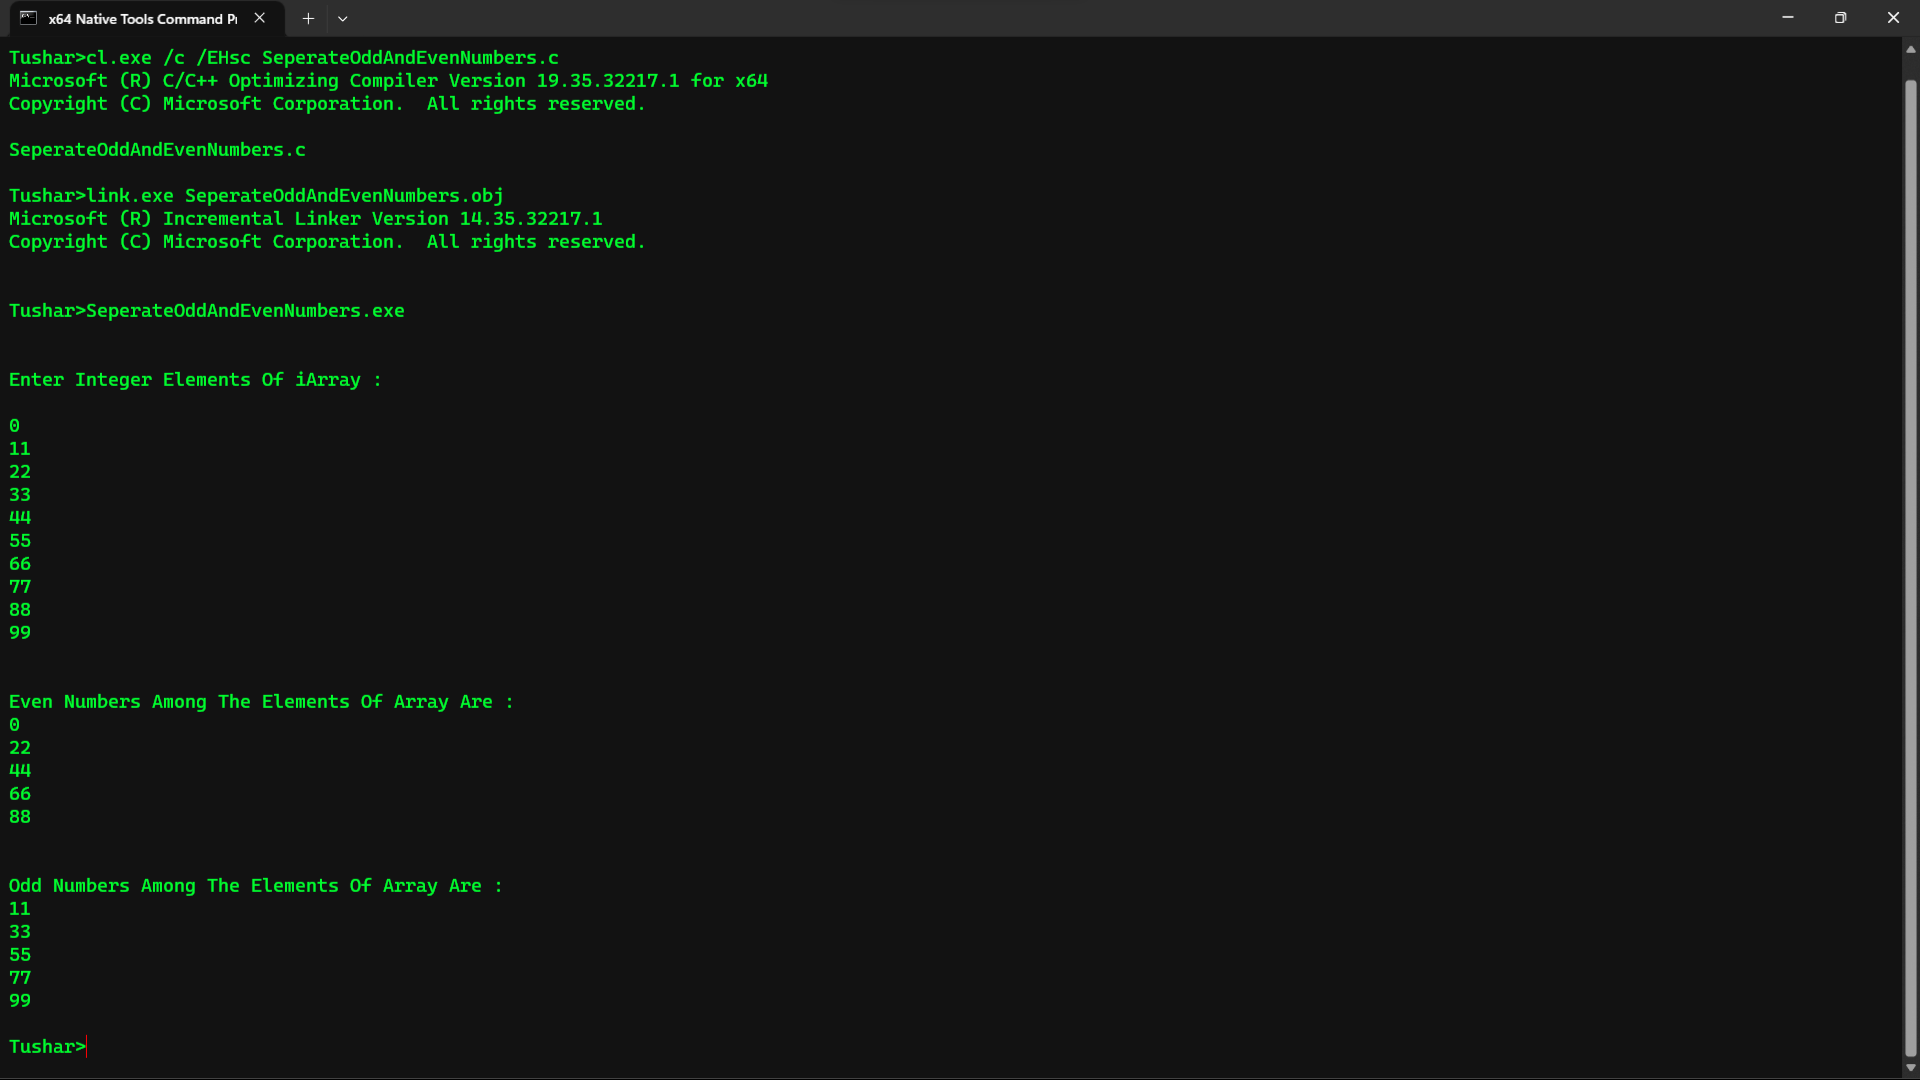 x64 Native Tools Command P
Tushar>cl.exe /c /EHsc SeperateOddAndEvenNumbers.c
Microsoft (R) C/C++ Optimizing Compiler Version 19.35.32217.1 for x64
Copyright (C) Microsoft Corporation.  All rights reserved.
SeperateOddAndEvenNumbers.c
Tushar>link.exe SeperateOddAndEvenNumbers.obj
Microsoft (R) Incremental Linker Version 14.35.32217.1
Copyright (C) Microsoft Corporation.  All rights reserved.
Tushar>SeperateOddAndEvenNumbers.exe
Enter Integer Elements Of iArray :
0
11
22
33
44
55
66
77
88
99
Even Numbers Among The Elements Of Array Are :
0
22
44
66
88
Odd Numbers Among The Elements Of Array Are :
11
33
55
77
99
Tushar>